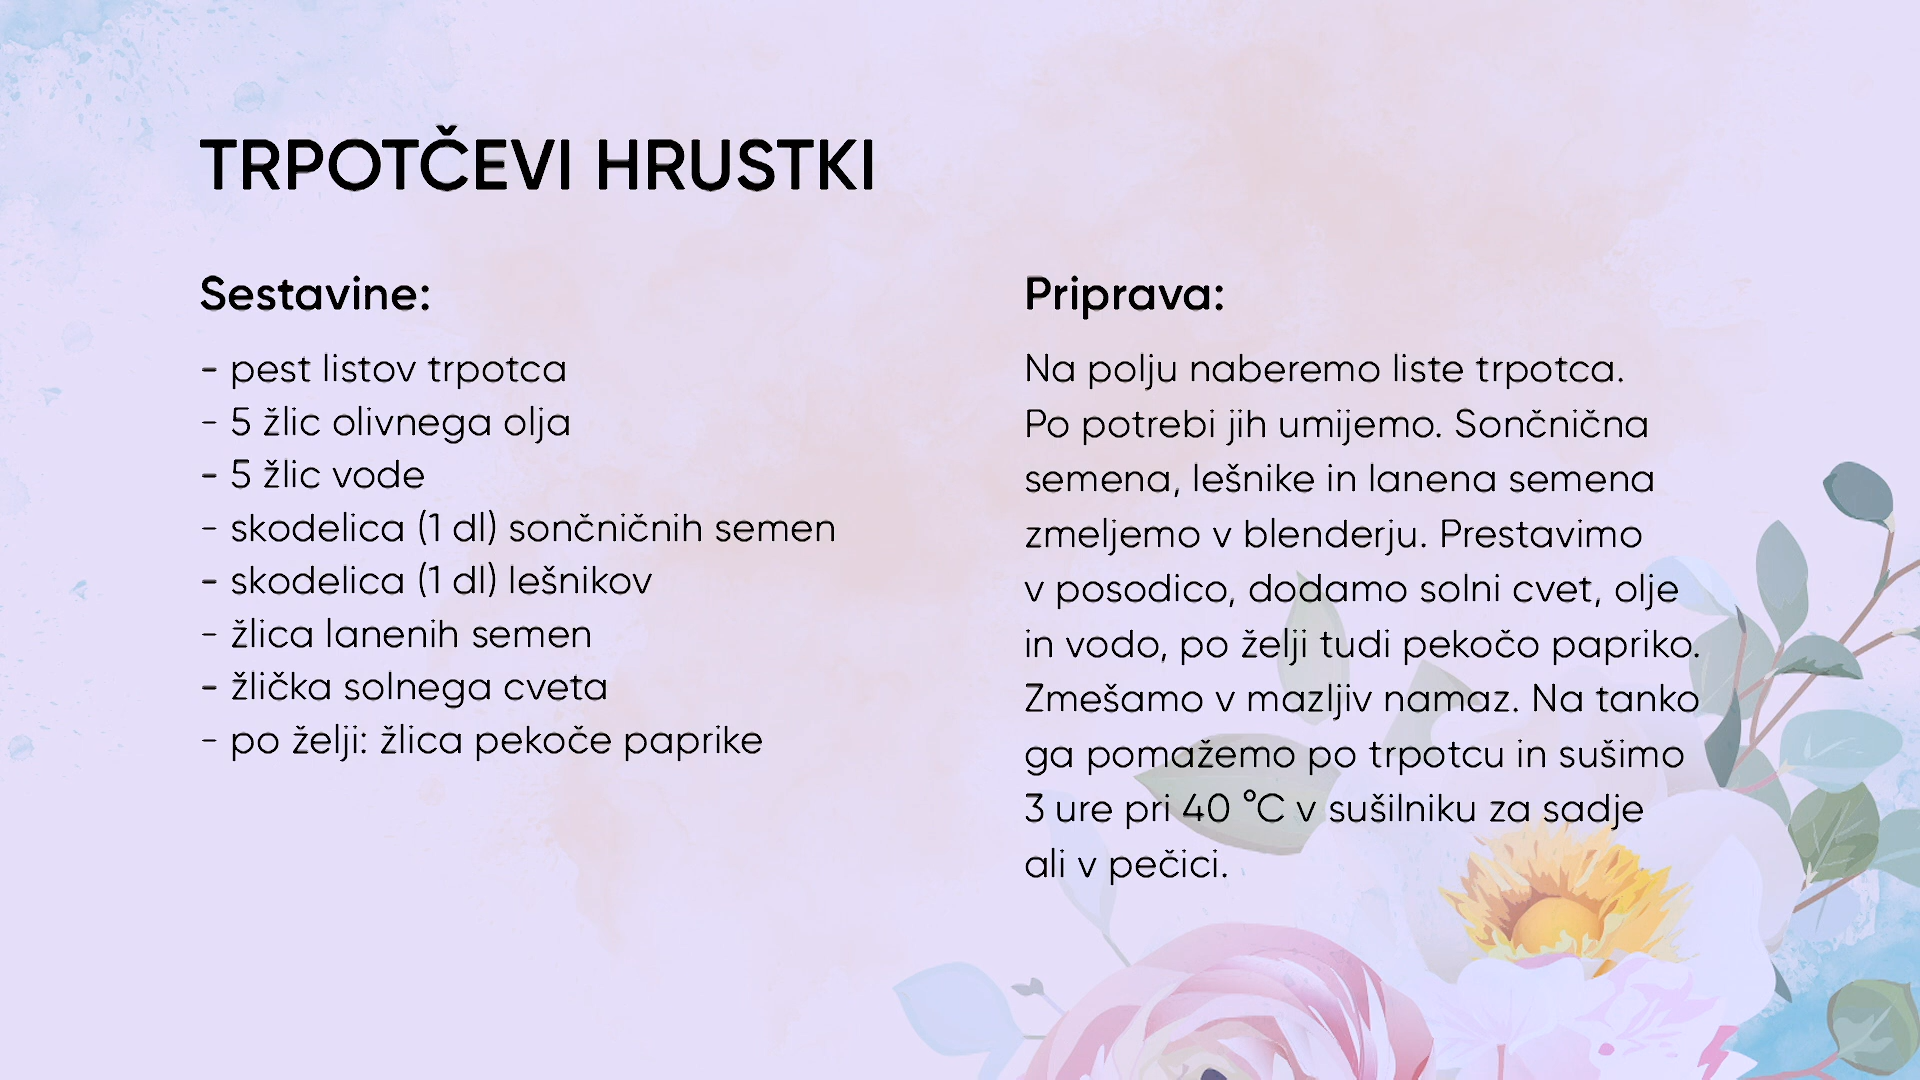 TRPOTČEVI HRUSTKI
Sestavine:
- pest listov trpotca
- 5 žlic olivnega olja
- 5 žlic vode
- skodelica (1 dl) sončničnih semen
- skodelica (1 dl) lešnikov
- žlica lanenih semen
- žlička solnega cveta
- po želji: žlica pekoče paprike
Priprava:
Na polju naberemo liste trpotca.
Po potrebi jih umijemo. Sončnična
semena, lešnike in lanena semena
zmeljemo v blenderju. Prestavimo
v posodico, dodamo solni cvet, olje
in vodo, po želji tudi pekočo papriko.
Zmešamo v mazljiv namaz. Na tanko
ga pomažemo po trpotcu in sušimo
3 ure pri 40 °C v sušilniku za sadje
ali v pečici.